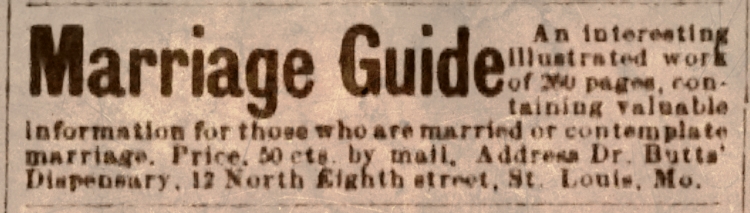 Marriage Guide
An interesting
illustrated work
of 260 pages, con-
taining valuable
information for those who are married or contemplate
marriage. Price, 50 cts. by mail. Address Dr. Butts'
Dispensary, 12 North Eighth street, St. Louis, Mo.